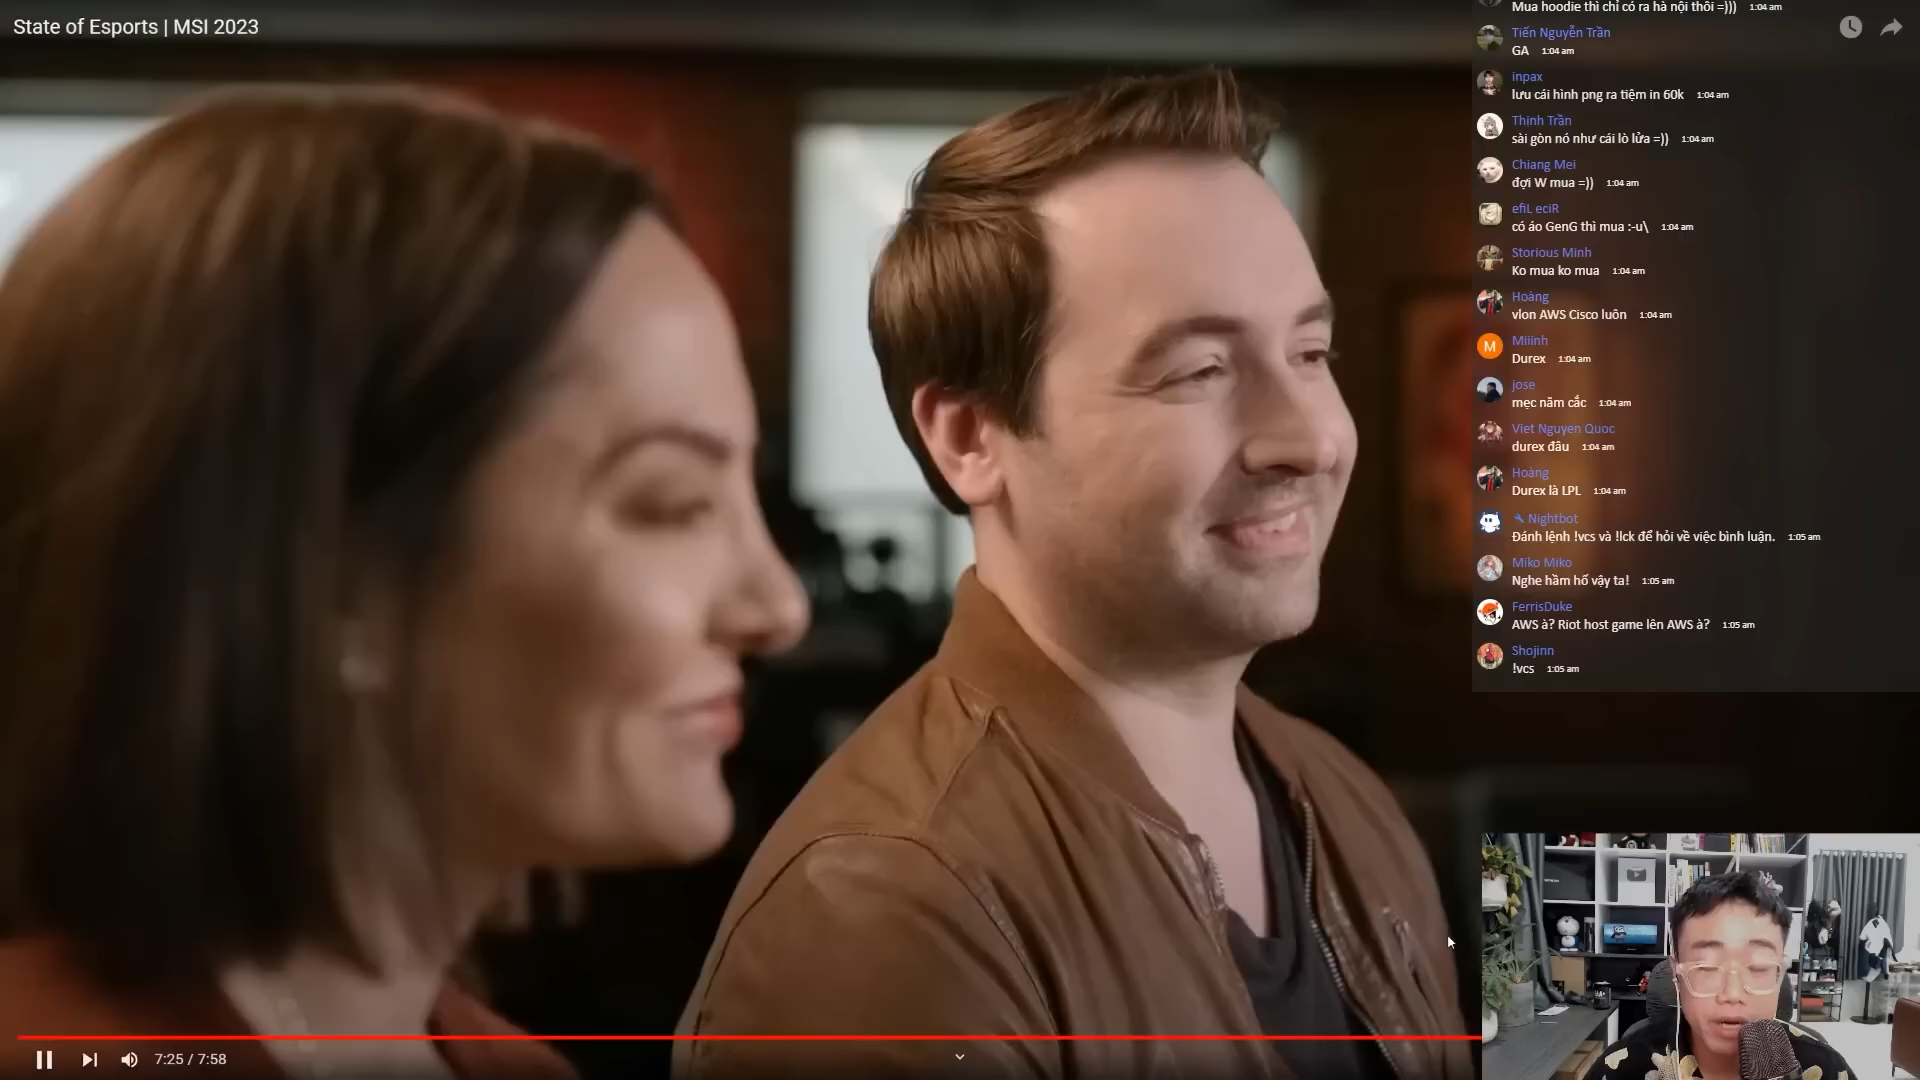 State of Esports | MSI 2023
Mua hoodie thì chỉ có ra hà nội thôi =))) 1:04 am
Tiến Nguyễn Trần
GA 1:04 am
inpax
lưu cái hình png ra tiệm in 60k 1:04 am
Thịnh Trần
sài gòn nó như cái lò lửa =)) 1:04 am
Chiang Mei
đợi W mua =)) 1:04 am
efiL eciR
có áo GenG thì mua :-u\ 1:04 am
Storious Minh
Ko mua ko mua 1:04 am
Hoàng
vlon AWS Cisco luôn 1:04 am
M
Miiinh
Durex 1:04 am
jose
mẹc năm cắc 1:04 am
Viet Nguyen Quoc
durex đâu 1:04 am
Hoàng
Durex là LPL 1:04 am
Nightbot
Đánh lệnh !vcs và !lck để hỏi về việc bình luận. 1:05 am
Miko Miko
Nghe hầm hố vậy ta! 1:05 am
FerrisDuke
AWS à? Riot host game lên AWS à? 1:05 am
Shojinn
!vcs 1:05 am
7:25 / 7:58